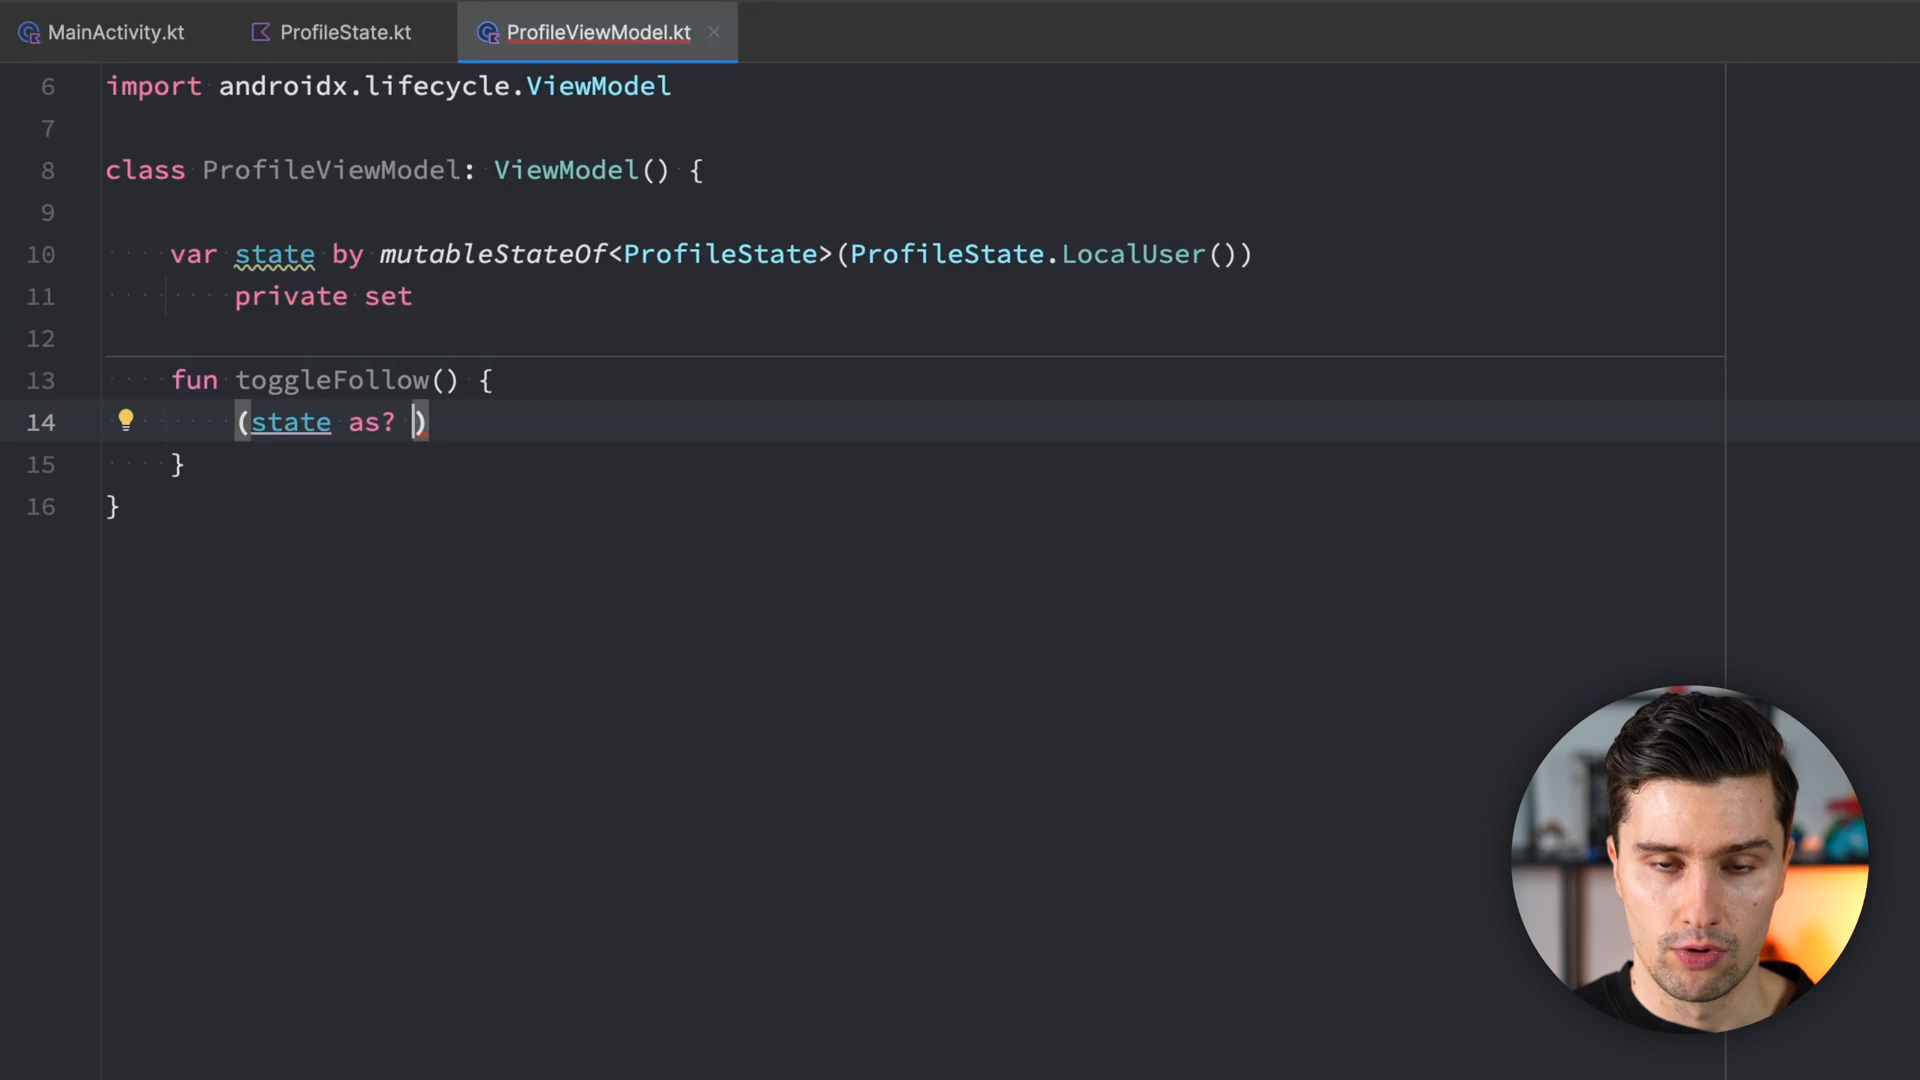 MainActivity.kt ProfileState.kt ProfileViewModel.kt
6 import androidx.lifecycle.ViewModel
7
8 class ProfileViewModel: ViewModel() {
9
10 var state by mutableStateOf<ProfileState>(ProfileState.LocalUser())
11 private set
12
13 fun toggleFollow() {
14 (state as? )
15 }
16 }